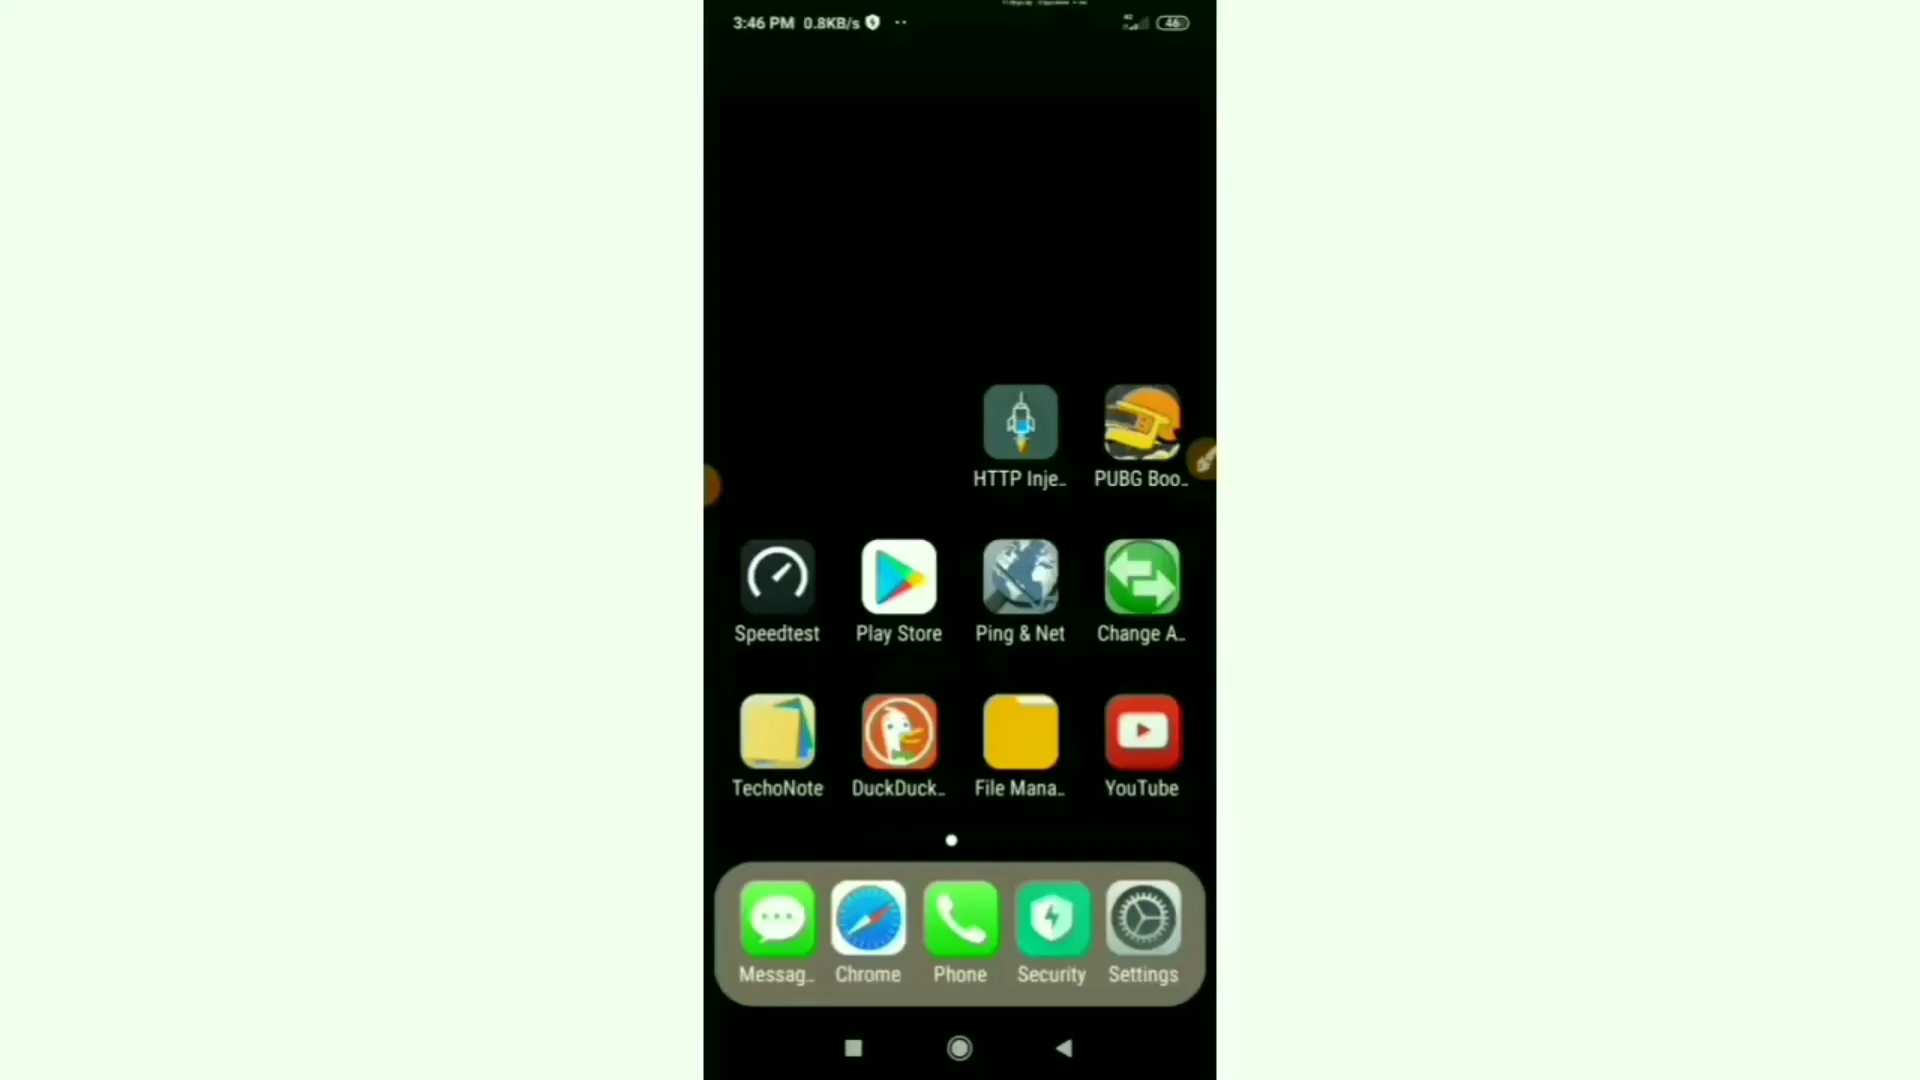 3:46 PM 0.8KB/s
46
HTTP Inje..
PUBG Boo..
Speedtest
Play Store
Ping & Net
Change A..
TechoNote
DuckDuck..
File Mana..
YouTube
Messag..
Chrome
Phone
Security
Settings